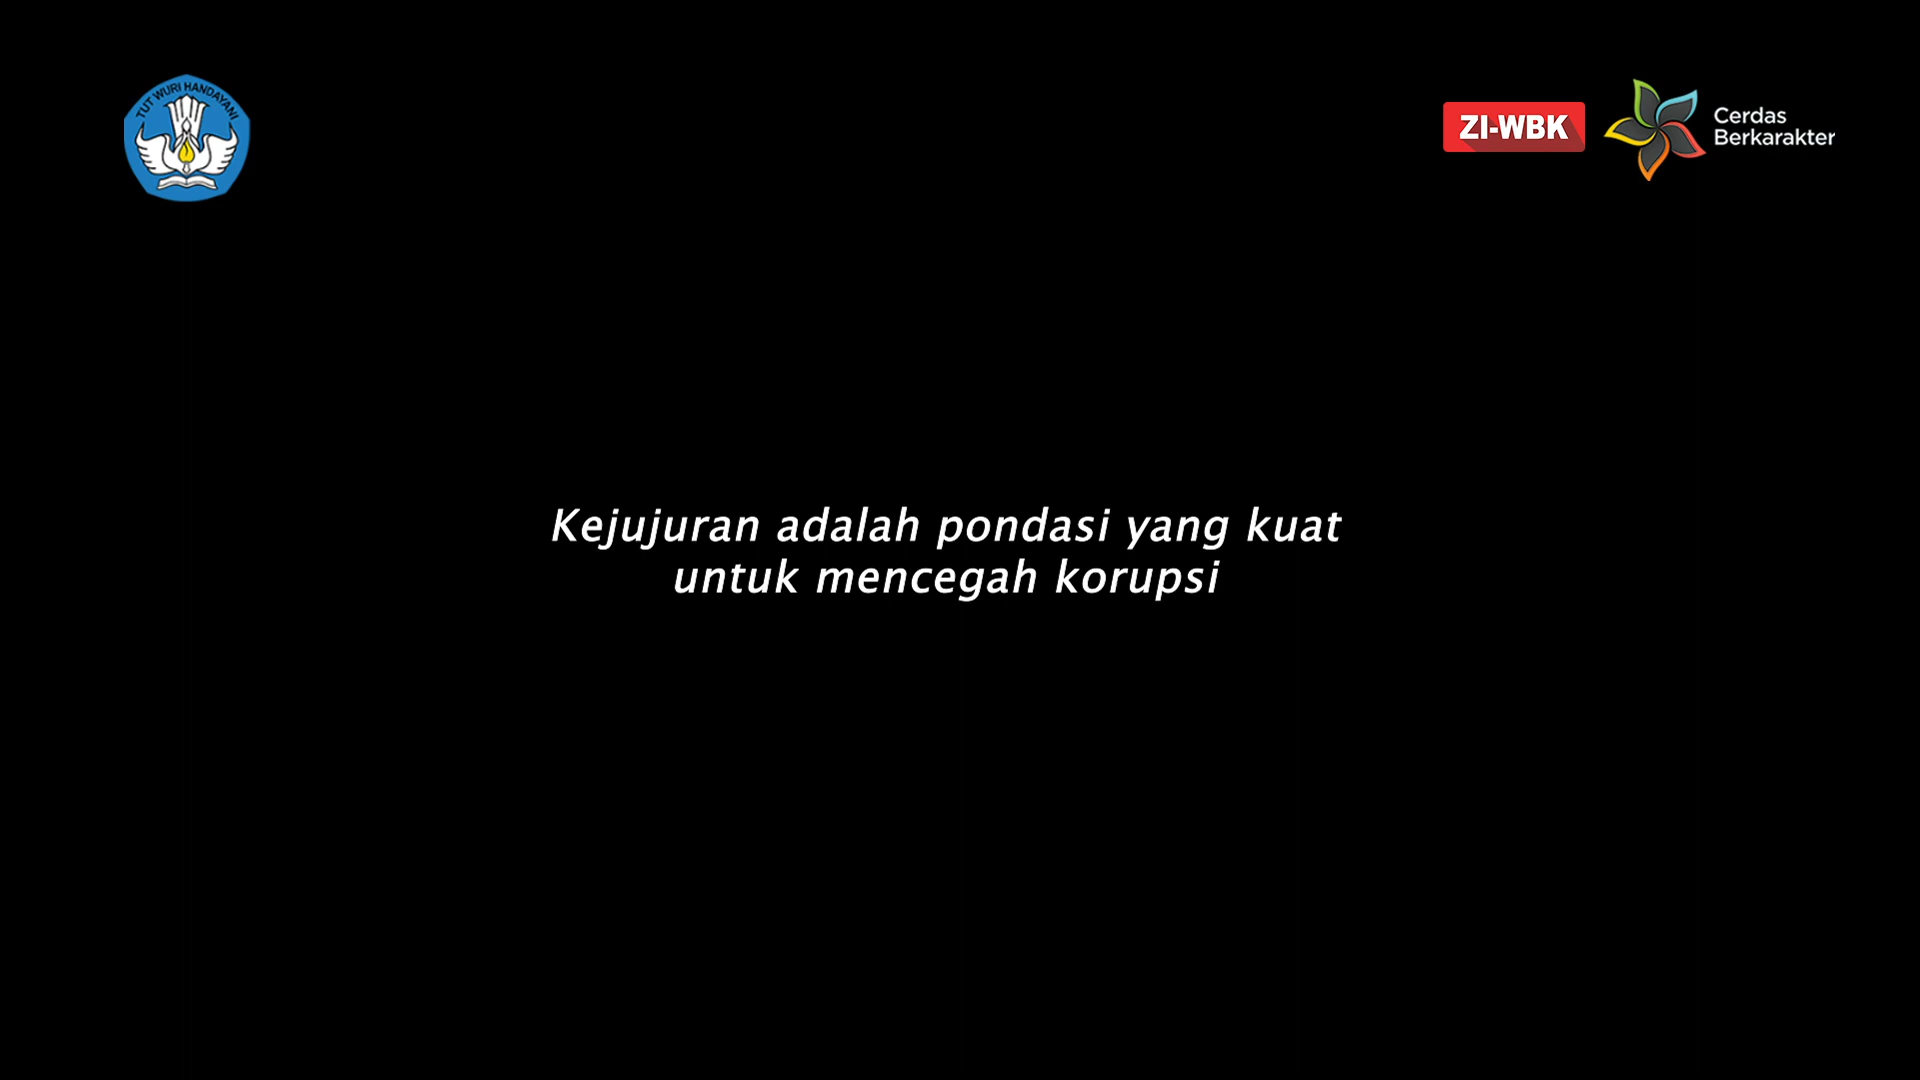 TUT WURI HANDAYANI
ZI-WBK
Cerdas
Berkarakter
Kejujuran adalah pondasi yang kuat
untuk mencegah korupsi